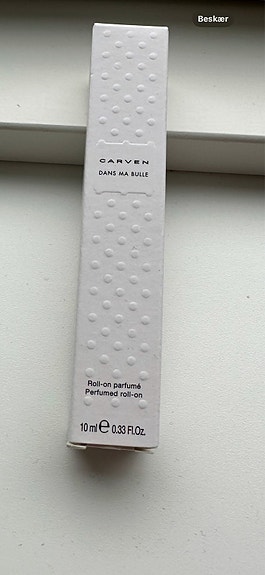 Beskær
CARVEN
DANS MA BULLE
Roll-on parfumé
Perfumed roll-on
10 ml e 0.33 Fl.Oz.